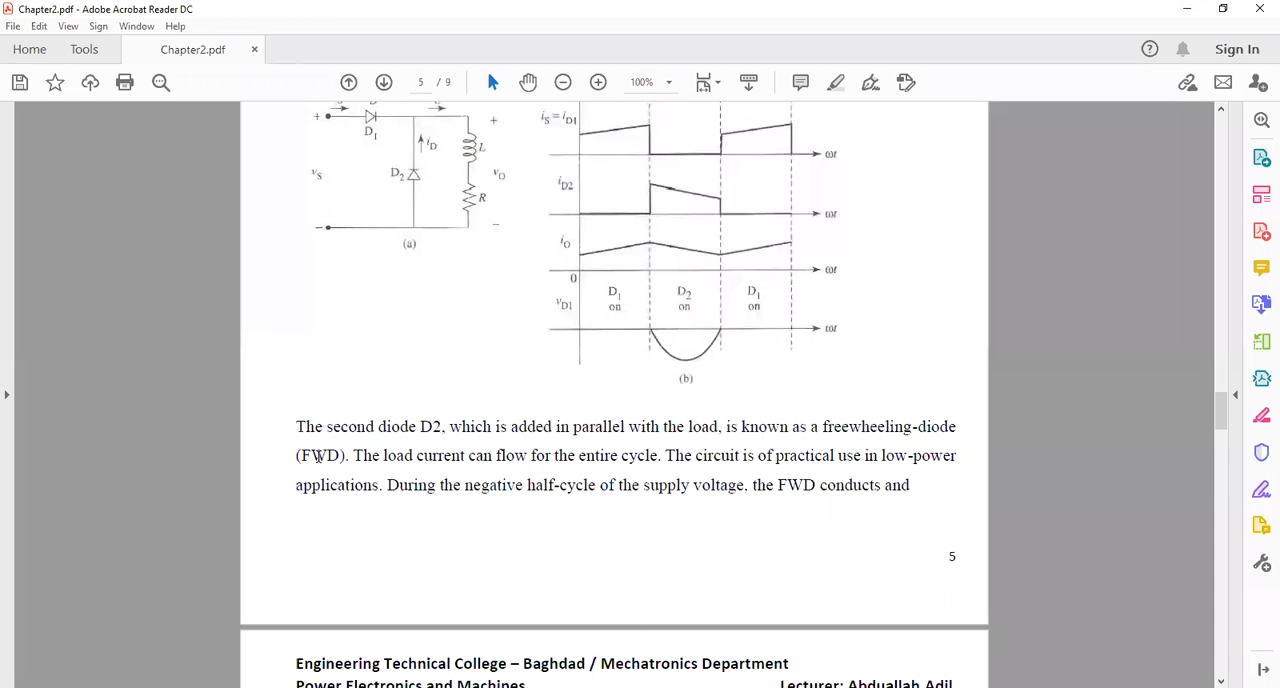 Chapter2.pdf - Adobe Acrobat Reader DC
File Edit View Sign Window Help
Home Tools Chapter2.pdf × Sign In
5 / 9 100%
+ D1 iD L
vS D2 vO R
− −
(a)
iS = iD1 ωt
iD2 ωt
iO ωt
0
vD1 D1 on D2 on D1 on
ωt
(b)
The second diode D2, which is added in parallel with the load, is known as a freewheeling-diode
(FWD). The load current can flow for the entire cycle. The circuit is of practical use in low-power
applications. During the negative half-cycle of the supply voltage, the FWD conducts and
5
Engineering Technical College – Baghdad / Mechatronics Department
Power Electronics and Machines Lecturer: Abduallah Adil